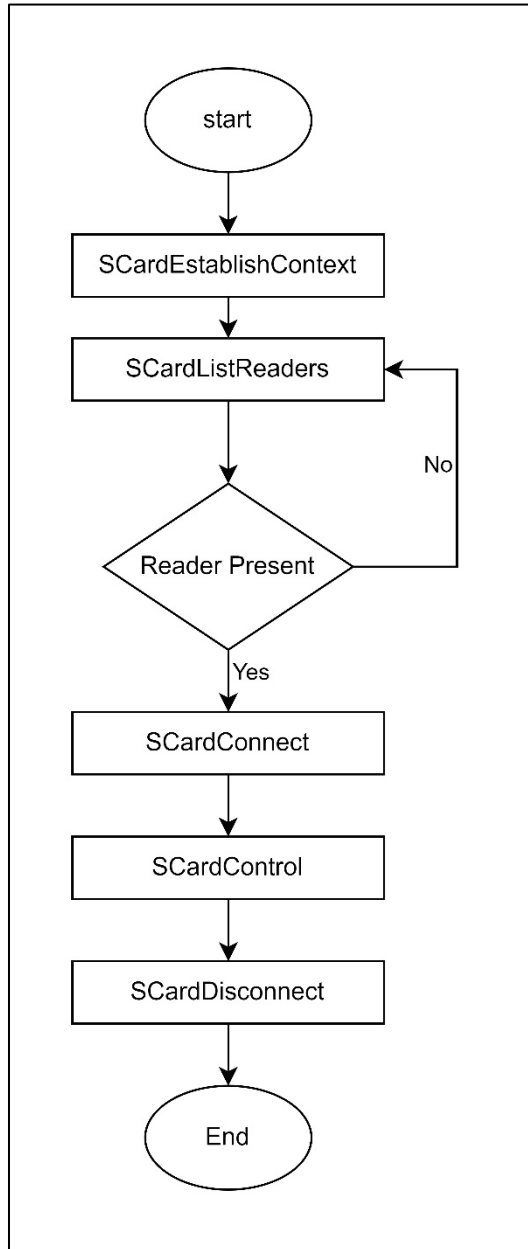 start
SCardEstablishContext
SCardListReaders
No
Reader Present
Yes
SCardConnect
SCardControl
SCardDisconnect
End